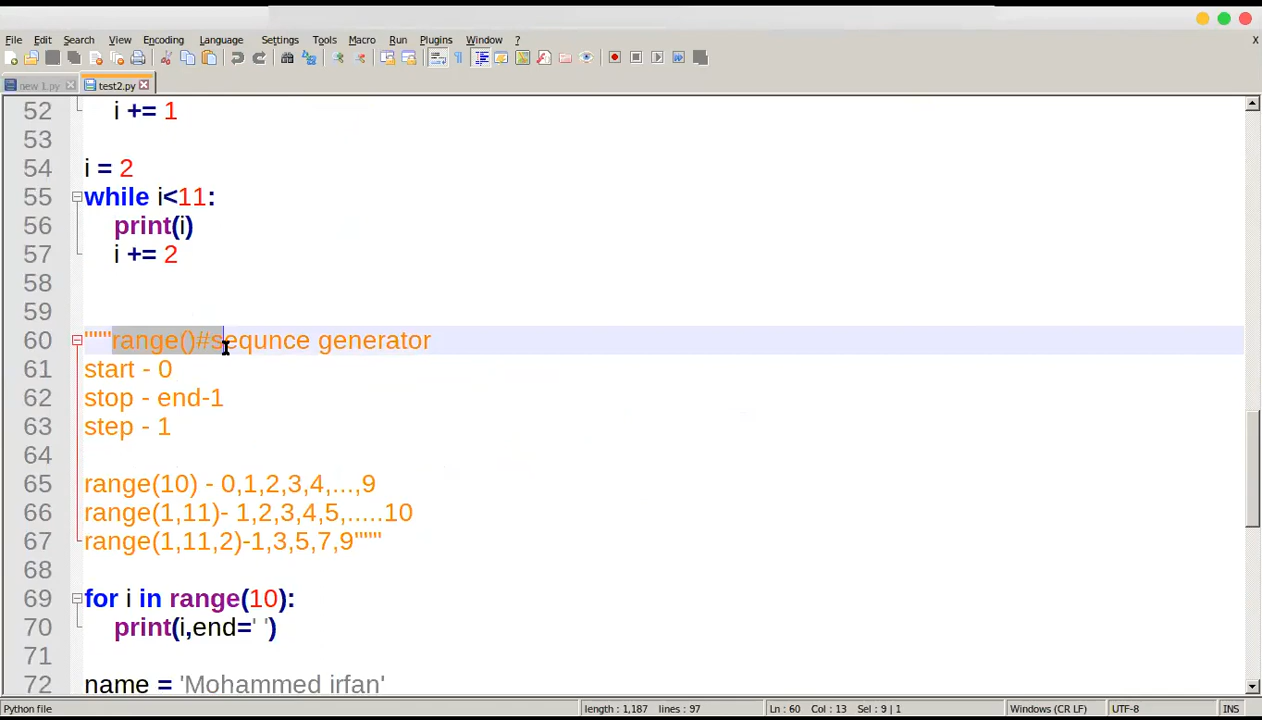 File Edit Search View Encoding Language Settings Tools Macro Run Plugins Window ? X
new 1.py test2.py
52 i += 1
53
54 i = 2
55 while i<11:
56 print(i)
57 i += 2
58
59
60 """range()#sequnce generator
61 start - 0
62 stop - end-1
63 step - 1
64
65 range(10) - 0,1,2,3,4,...,9
66 range(1,11)- 1,2,3,4,5,.....10
67 range(1,11,2)-1,3,5,7,9"""
68
69 for i in range(10):
70 print(i,end=' ')
71
72 name = 'Mohammed irfan'
Python file length : 1,187 lines : 97 Ln : 60 Col : 13 Sel : 9 | 1 Windows (CR LF) UTF-8 INS